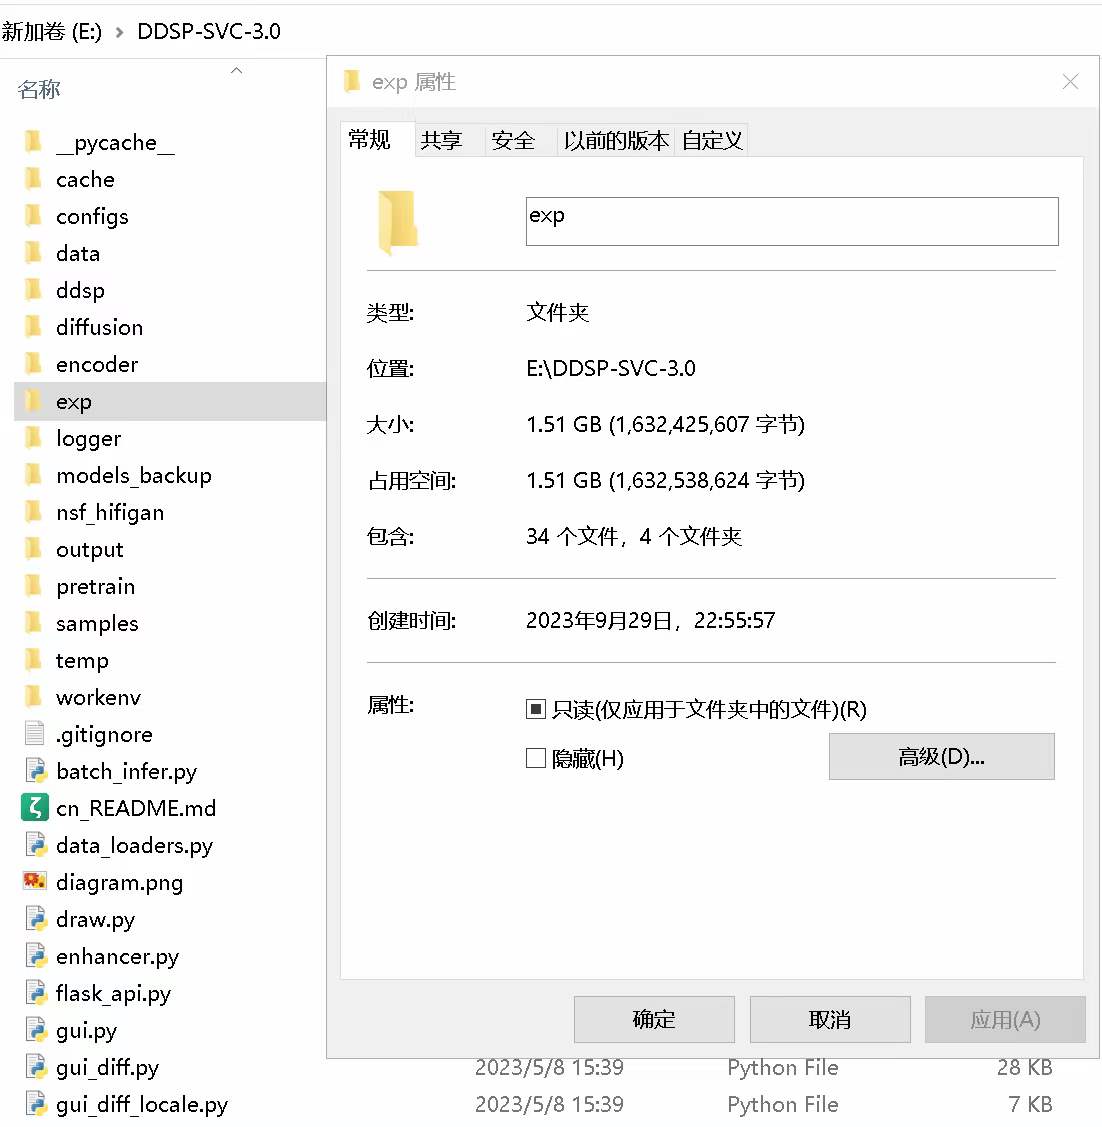 新加卷 (E:) › DDSP-SVC-3.0
名称
__pycache__
cache
configs
data
ddsp
diffusion
encoder
exp
logger
models_backup
nsf_hifigan
output
pretrain
samples
temp
workenv
.gitignore
batch_infer.py
cn_README.md
data_loaders.py
diagram.png
draw.py
enhancer.py
flask_api.py
gui.py
gui_diff.py 2023/5/8 15:39 Python File 28 KB
gui_diff_locale.py 2023/5/8 15:39 Python File 7 KB
exp 属性
常规 共享 安全 以前的版本 自定义
exp
类型: 文件夹
位置: E:\DDSP-SVC-3.0
大小: 1.51 GB (1,632,425,607 字节)
占用空间: 1.51 GB (1,632,538,624 字节)
包含: 34 个文件，4 个文件夹
创建时间: 2023年9月29日，22:55:57
属性: 只读(仅应用于文件夹中的文件)(R)
隐藏(H) 高级(D)...
确定 取消 应用(A)